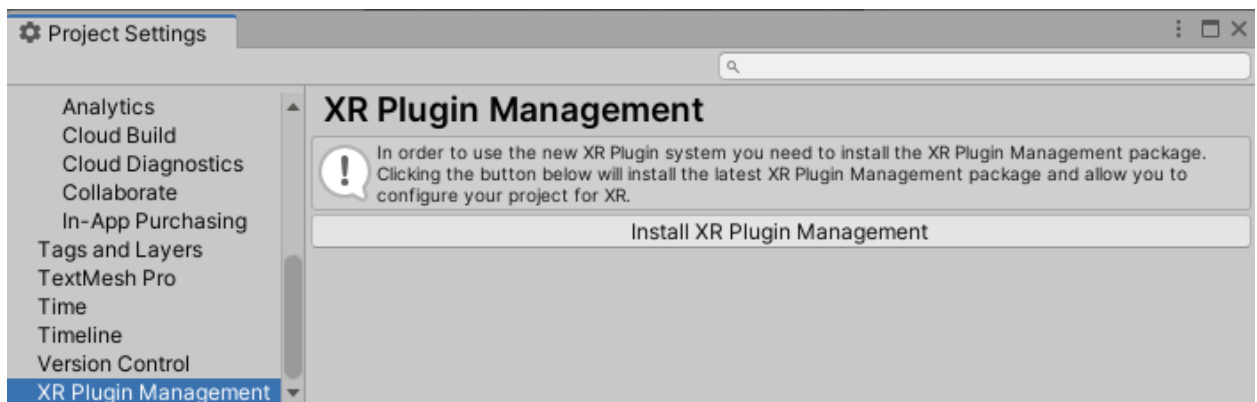 Project Settings
Analytics
Cloud Build
Cloud Diagnostics
Collaborate
In-App Purchasing
Tags and Layers
TextMesh Pro
Time
Timeline
Version Control
XR Plugin Management
XR Plugin Management
In order to use the new XR Plugin system you need to install the XR Plugin Management package.
Clicking the button below will install the latest XR Plugin Management package and allow you to
configure your project for XR.
Install XR Plugin Management